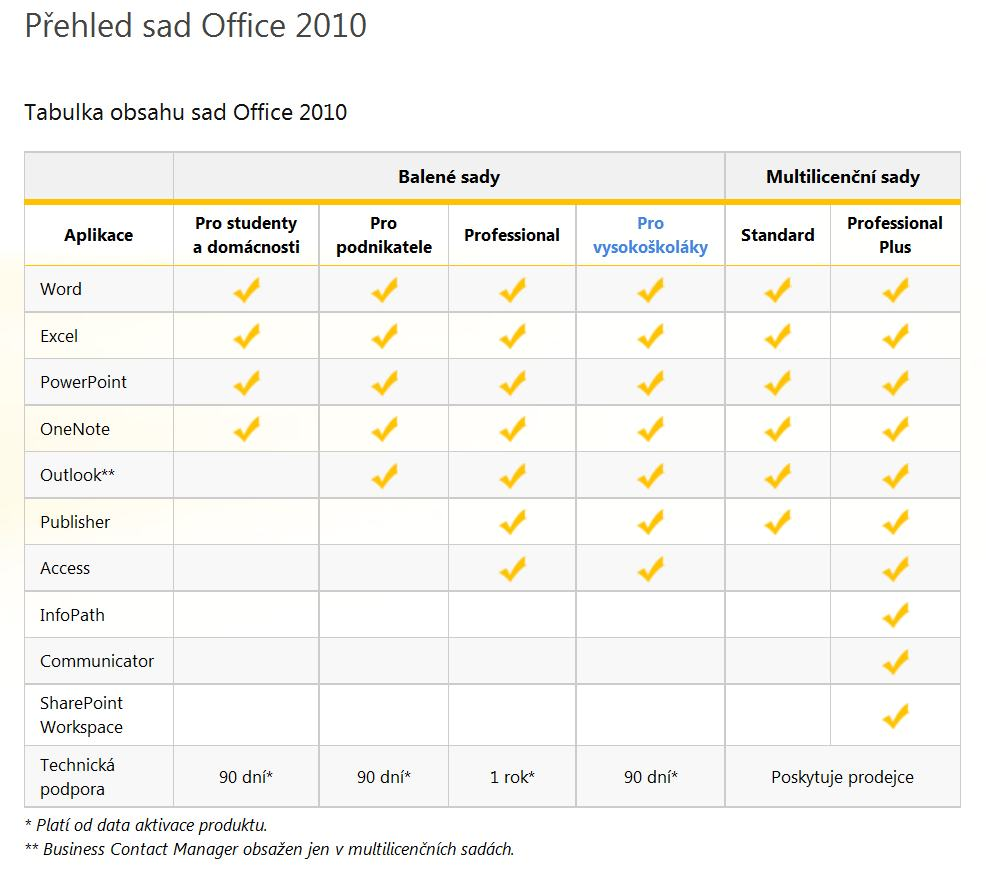 Přehled sad Office 2010
Tabulka obsahu sad Office 2010
Balené sady Multilicenční sady
Aplikace Pro studenty a domácnosti Pro podnikatele Professional Pro vysokoškoláky Standard Professional Plus
Word
Excel
PowerPoint
OneNote
Outlook**
Publisher
Access
InfoPath
Communicator
SharePoint
Workspace
Technická podpora 90 dní* 90 dní* 1 rok* 90 dní* Poskytuje prodejce
* Platí od data aktivace produktu.
** Business Contact Manager obsažen jen v multilicenčních sadách.